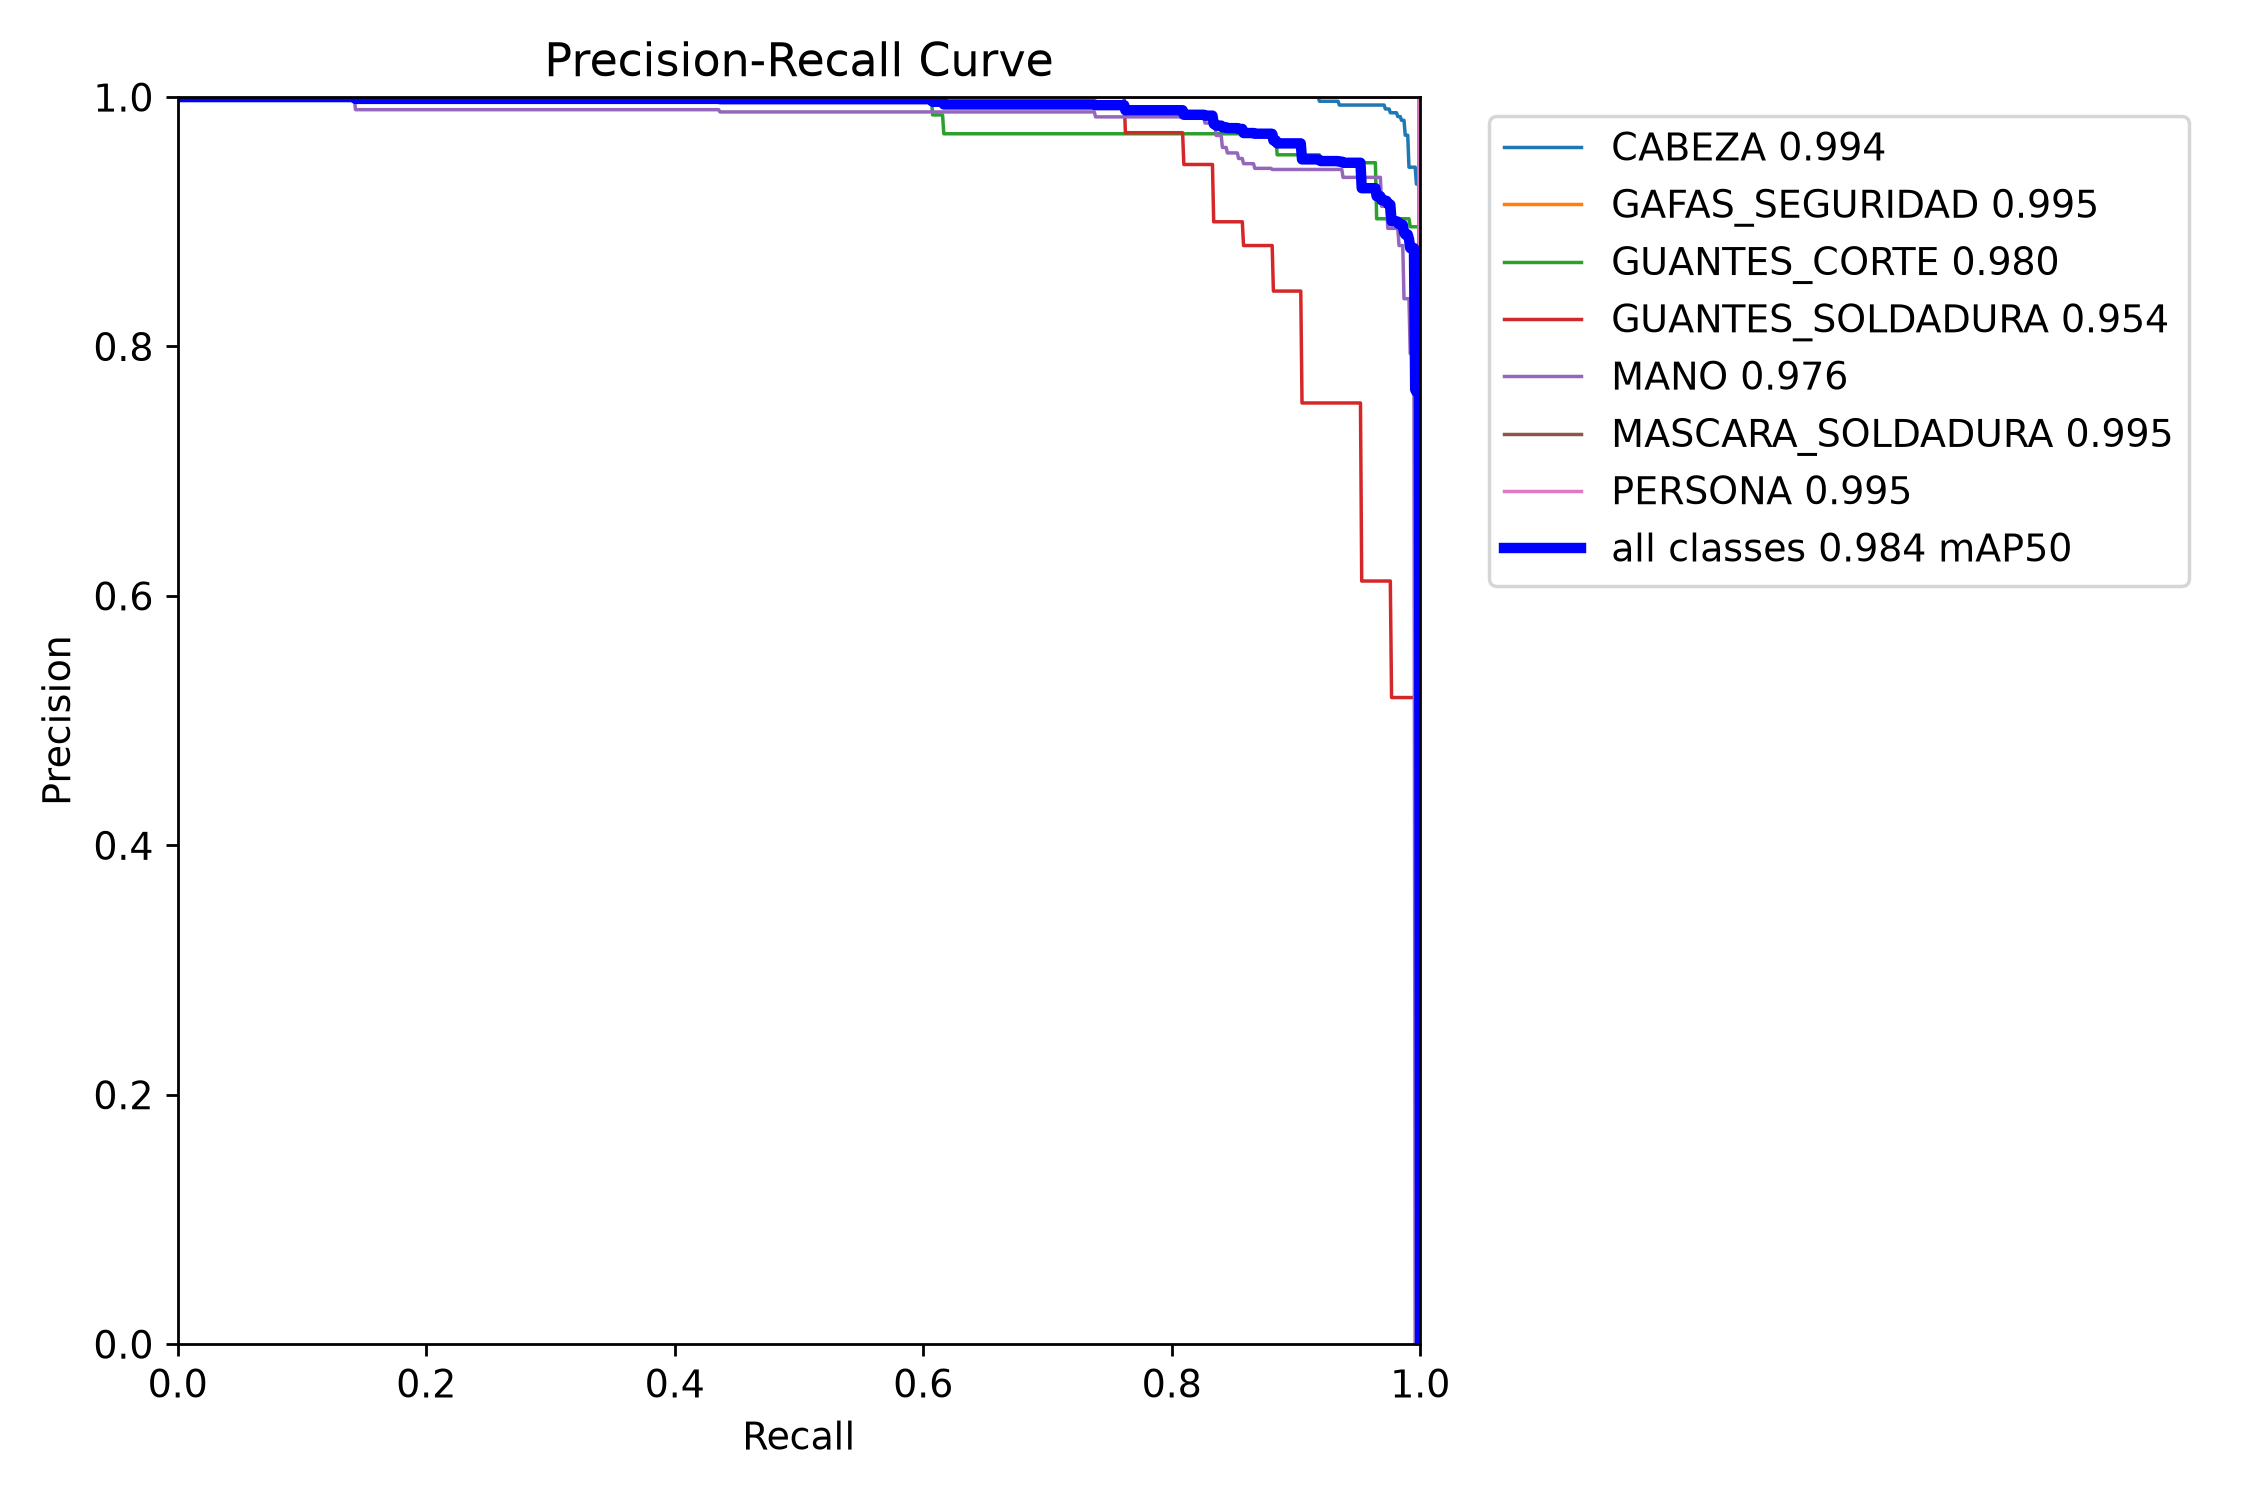 Precision-Recall Curve
1.0
0.8
0.6
0.4
0.2
0.0
Precision
0.0 0.2 0.4 0.6 0.8 1.0
Recall
CABEZA 0.994
GAFAS_SEGURIDAD 0.995
GUANTES_CORTE 0.980
GUANTES_SOLDADURA 0.954
MANO 0.976
MASCARA_SOLDADURA 0.995
PERSONA 0.995
all classes 0.984 mAP50